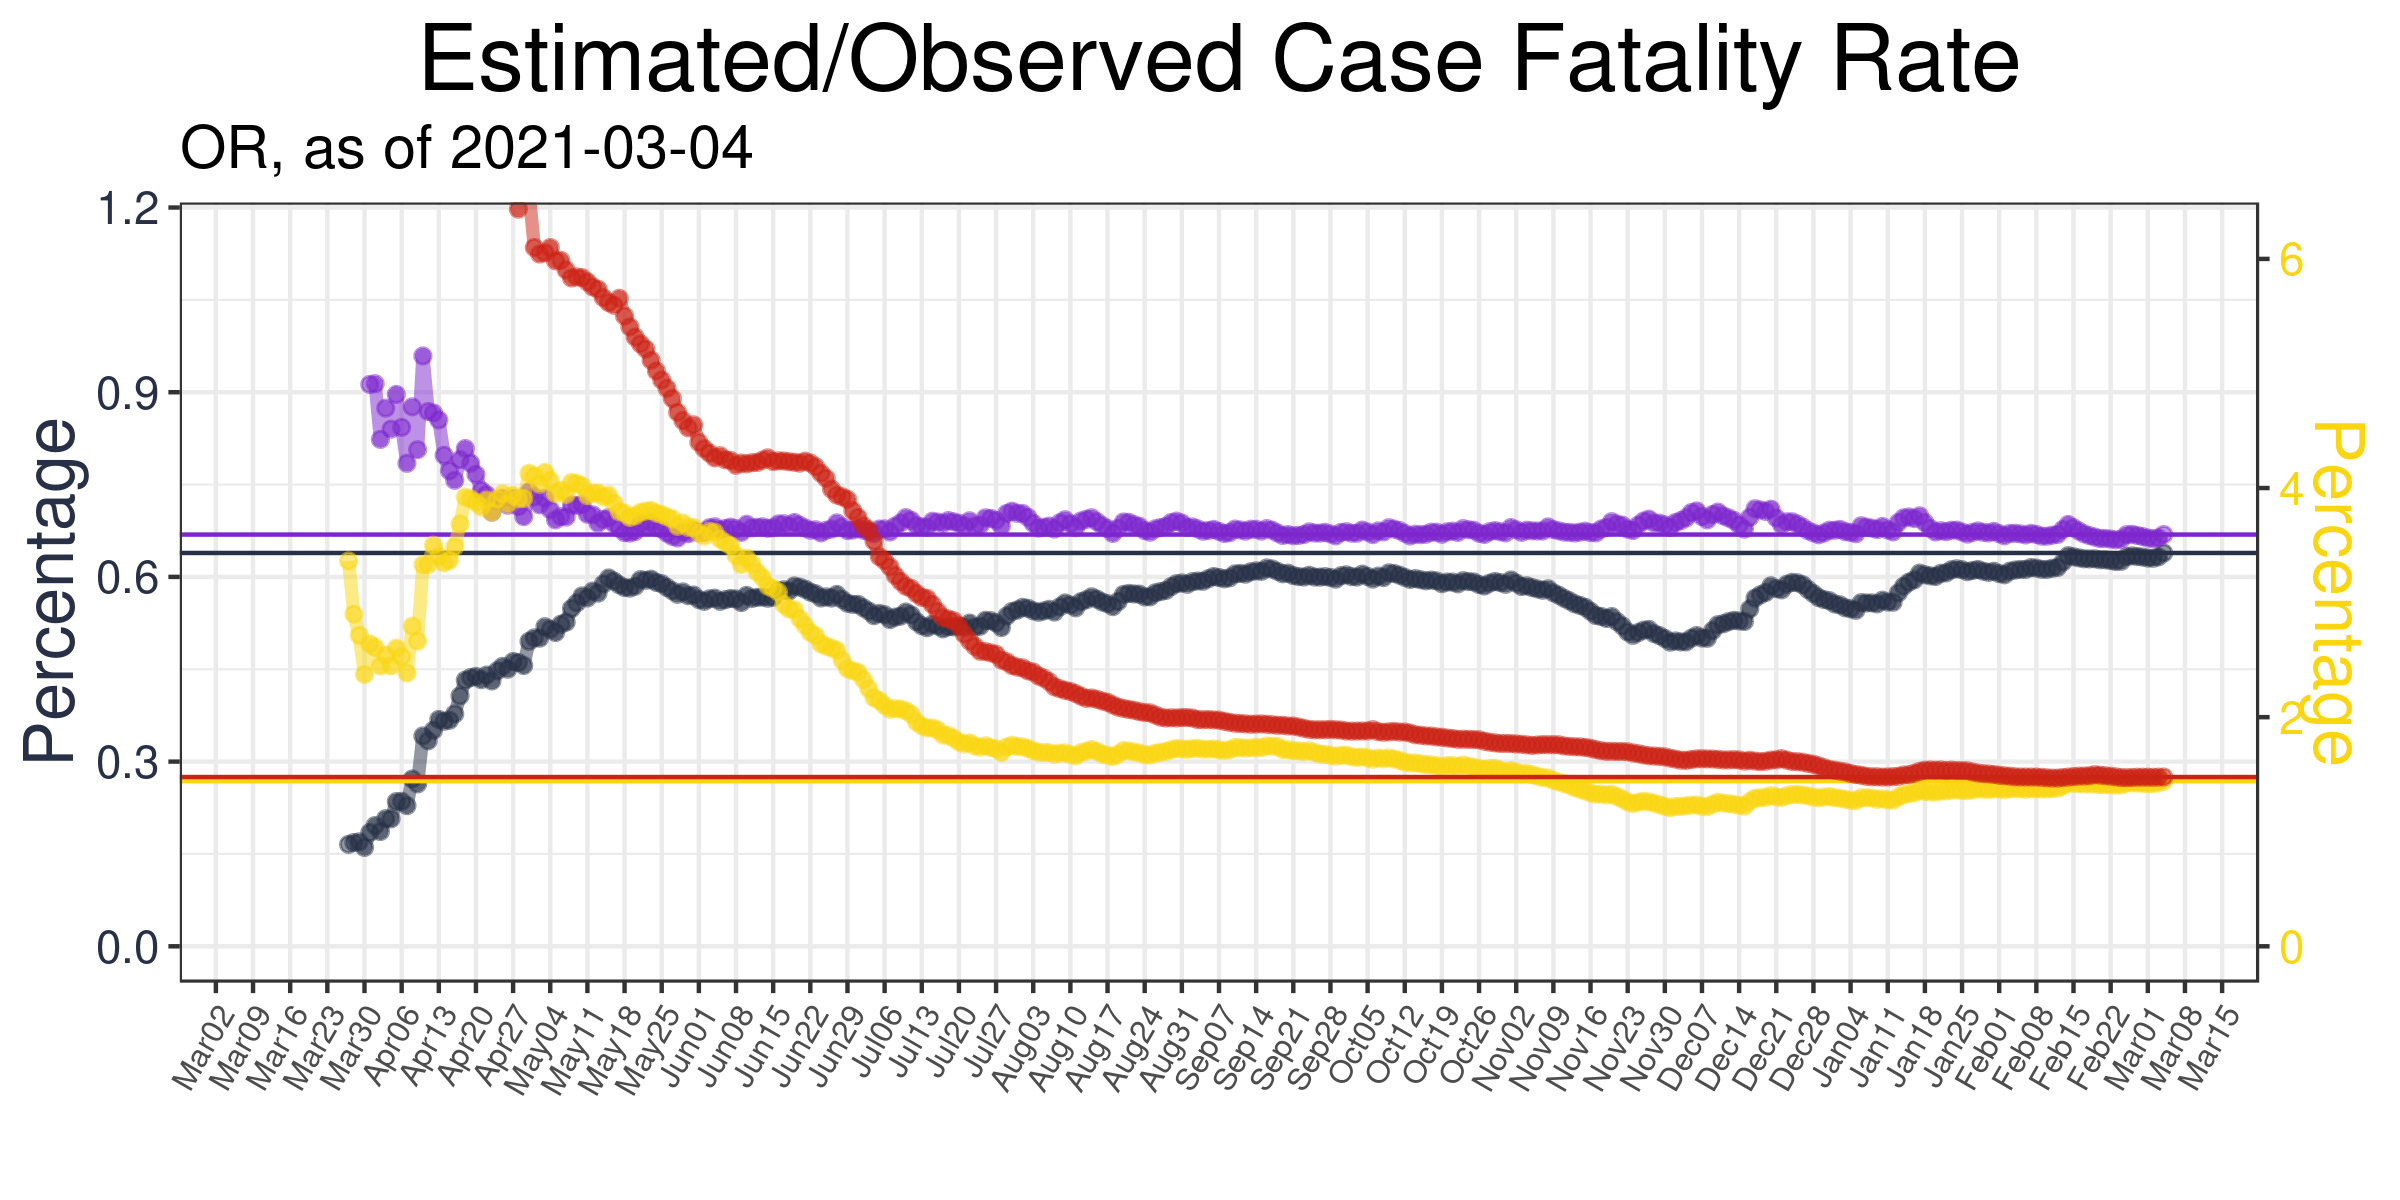 Estimated/Observed Case Fatality Rate
OR, as of 2021-03-04
Percentage
1.2
0.9
0.6
0.3
0.0
6
4
2
0
Percentage
Mar02
Mar09
Mar16
Mar23
Mar30
Apr06
Apr13
Apr20
Apr27
May04
May11
May18
May25
Jun01
Jun08
Jun15
Jun22
Jun29
Jul06
Jul13
Jul20
Jul27
Aug03
Aug10
Aug17
Aug24
Aug31
Sep07
Sep14
Sep21
Sep28
Oct05
Oct12
Oct19
Oct26
Nov02
Nov09
Nov16
Nov23
Nov30
Dec07
Dec14
Dec21
Dec28
Jan04
Jan11
Jan18
Jan25
Feb01
Feb08
Feb15
Feb22
Mar01
Mar08
Mar15